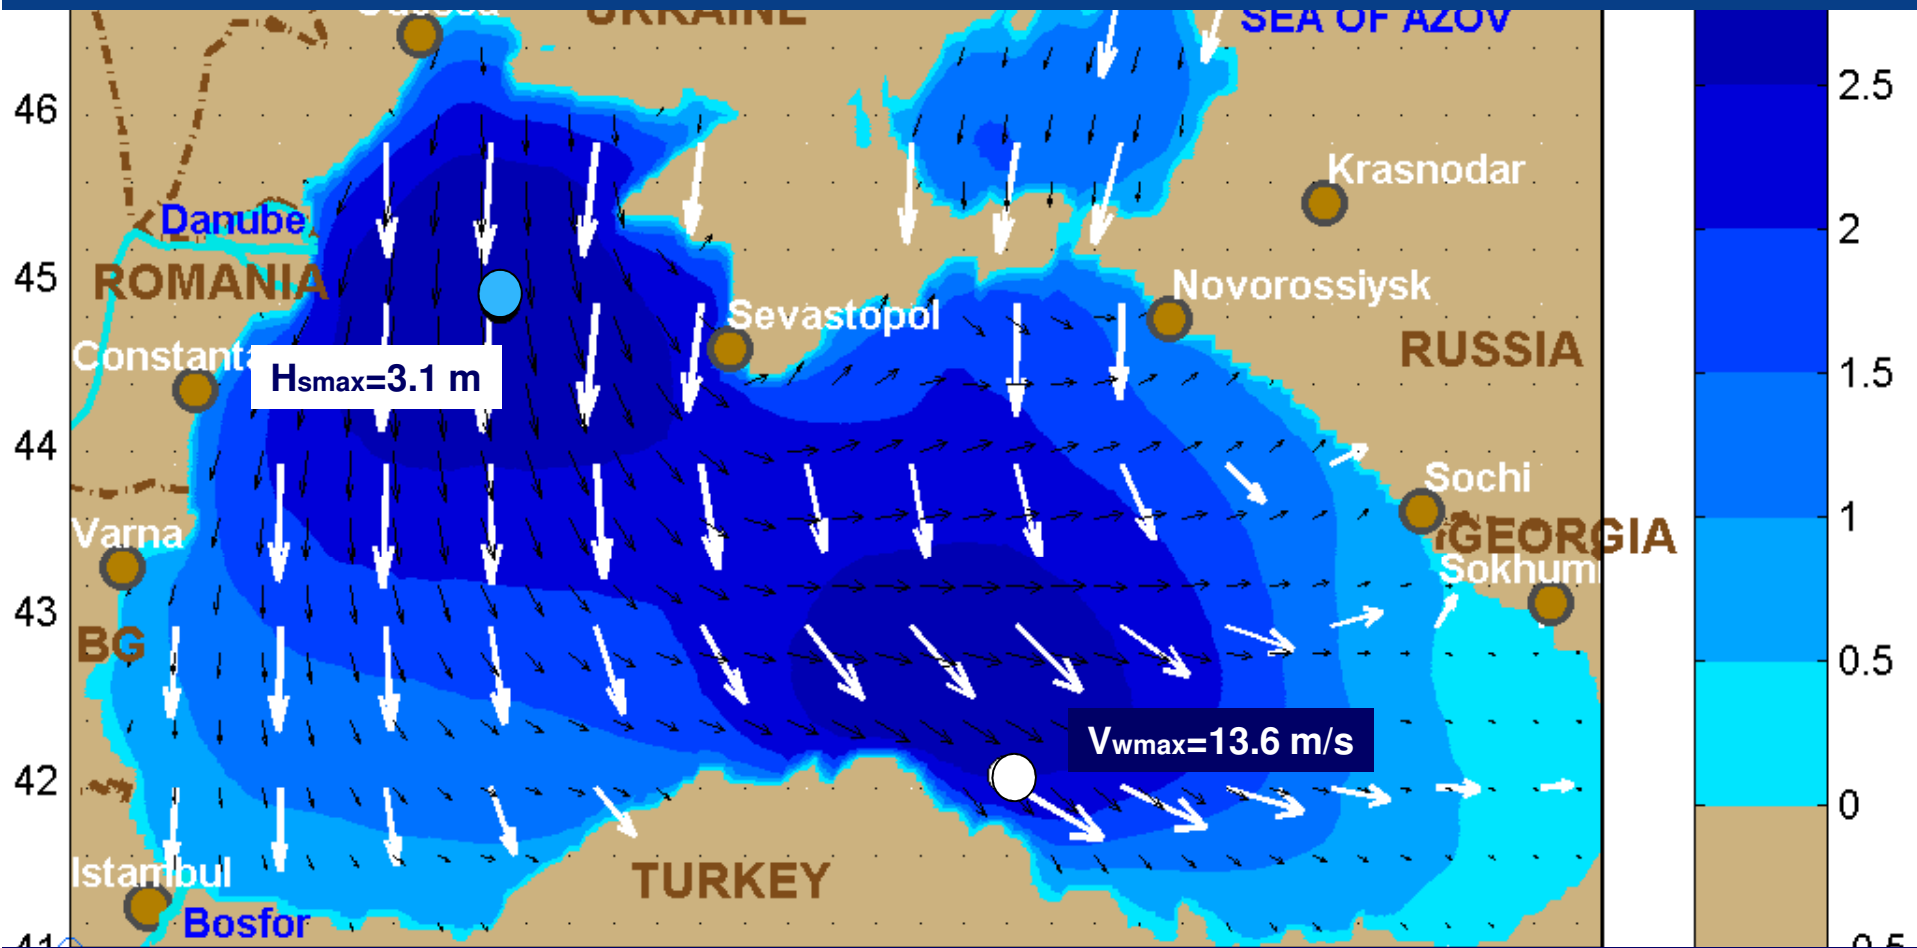 UKRAINE
SEA OF AZOV
2.5
46
Krasnodar
Danube
2
45
ROMANIA
Novorossiysk
Sevastopol
RUSSIA
Constanta
1.5
Hsmax=3.1 m
44
Sochi
Varna
1
GEORGIA
Sokhumi
43
BG
0.5
Vwmax=13.6 m/s
42
0
Istambul
TURKEY
Bosfor
41